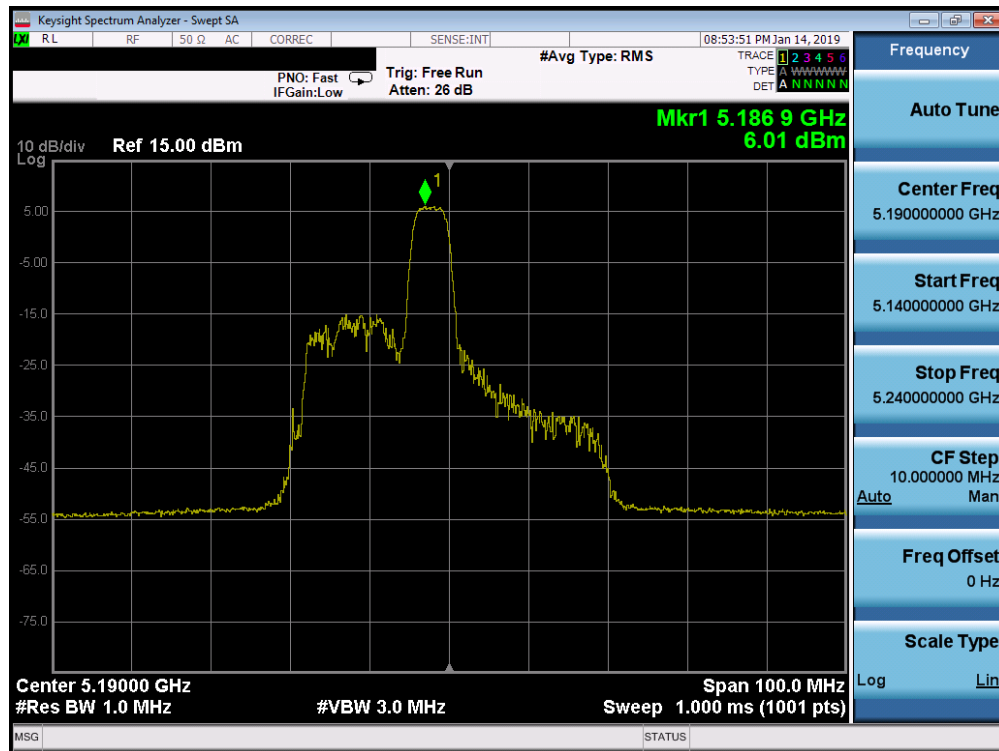 Keysight Spectrum Analyzer - Swept SA
LXI RL RF 50 Ω AC CORREC SENSE:INT 08:53:51 PM Jan 14, 2019
#Avg Type: RMS TRACE 1 2 3 4 5 6
PNO: Fast Trig: Free Run TYPE A WWWWW
IFGain:Low Atten: 26 dB DET A N N N N N
Mkr1 5.186 9 GHz
6.01 dBm
10 dB/div Ref 15.00 dBm
Log
1
5.00
-5.00
-15.0
-25.0
-35.0
-45.0
-55.0
-65.0
-75.0
Center 5.19000 GHz Span 100.0 MHz
#Res BW 1.0 MHz #VBW 3.0 MHz Sweep 1.000 ms (1001 pts)
MSG STATUS
Frequency
Auto Tune
Center Freq
5.190000000 GHz
Start Freq
5.140000000 GHz
Stop Freq
5.240000000 GHz
CF Step
10.000000 MHz
Auto Man
Freq Offset
0 Hz
Scale Type
Log Lin